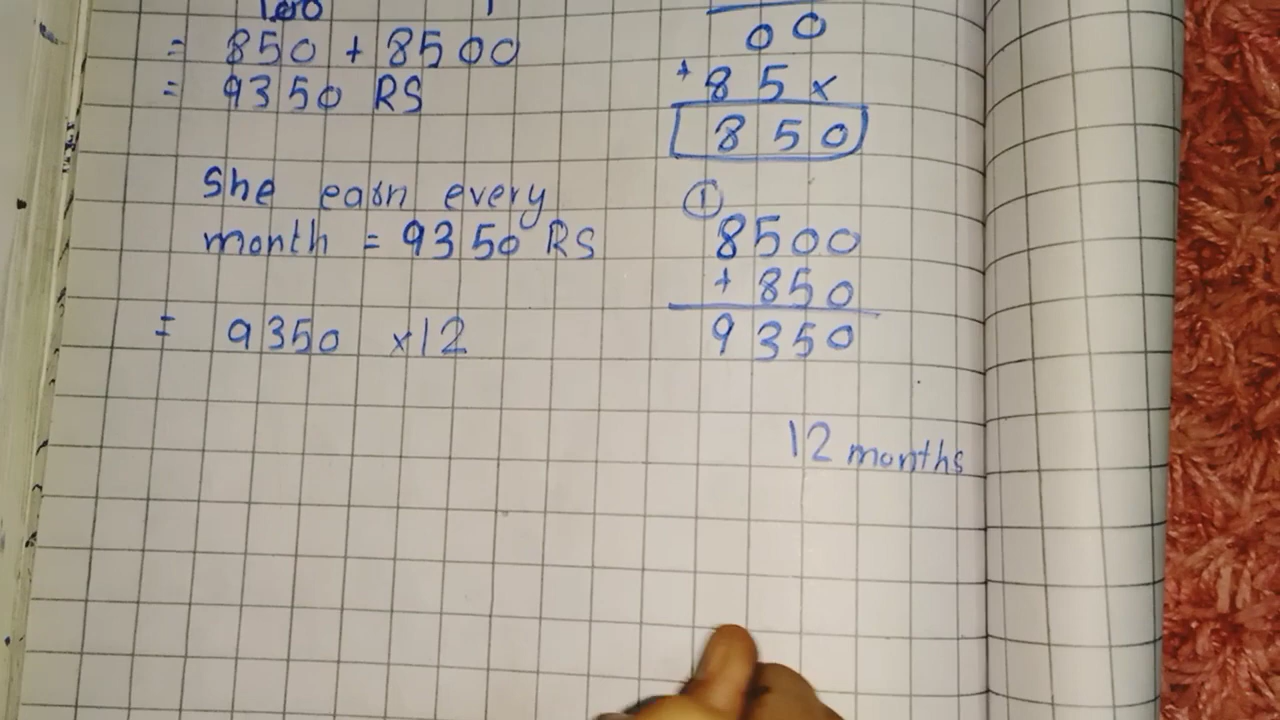 = 850 + 8500
= 9350 RS
She earn every
month = 9350 RS
= 9350 ×12
00
+ 85×
850
1
8500
+ 850
9350
12 months